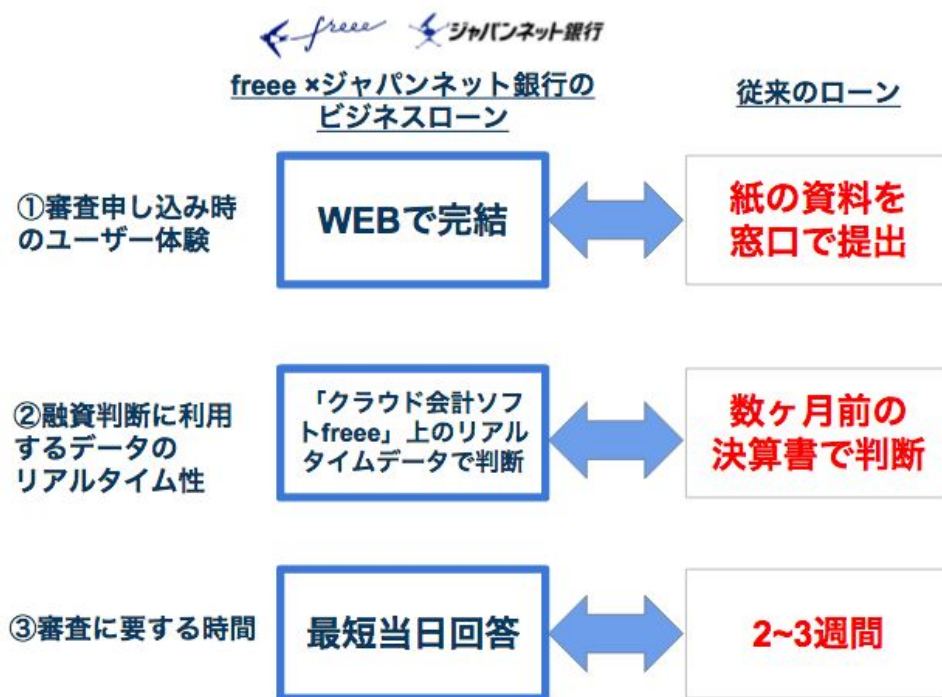 freee ジャパンネット銀行
freee ×ジャパンネット銀行の
ビジネスローン
従来のローン
①審査申し込み時
のユーザー体験
WEBで完結
紙の資料を
窓口で提出
②融資判断に利用
するデータの
リアルタイム性
「クラウド会計ソフ
トfreee」上のリアル
タイムデータで判断
数ヶ月前の
決算書で判断
③審査に要する時間
最短当日回答
2~3週間